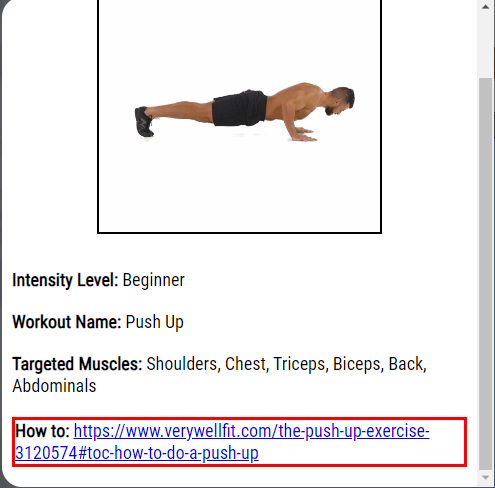 Intensity Level: Beginner
Workout Name: Push Up
Targeted Muscles: Shoulders, Chest, Triceps, Biceps, Back,
Abdominals
How to: https://www.verywellfit.com/the-push-up-exercise-
3120574#toc-how-to-do-a-push-up